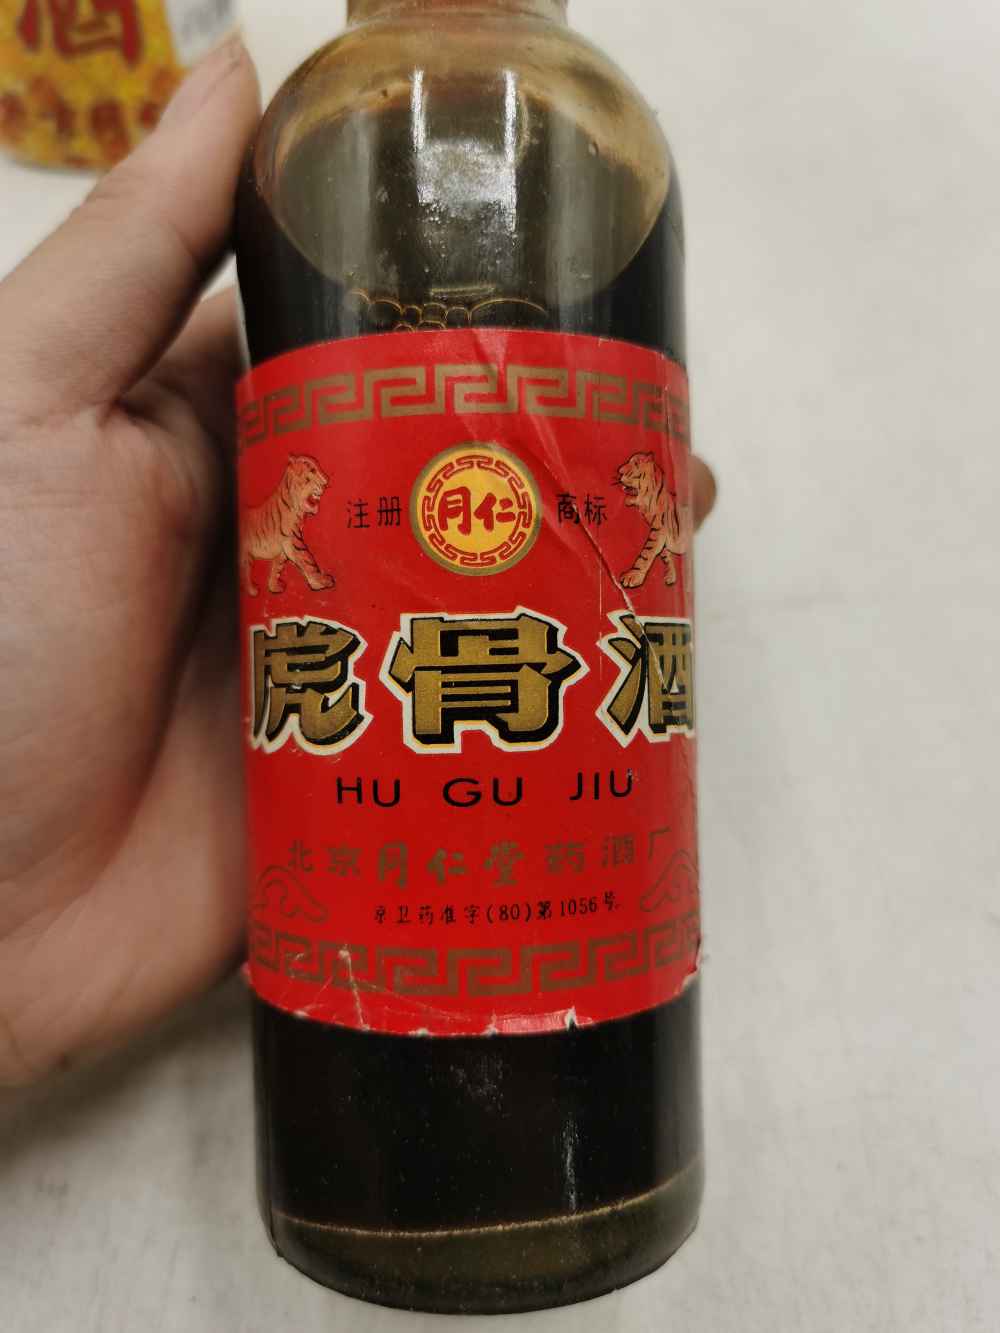 酒
注册 同仁 商标
虎骨酒
HU GU JIU
北京同仁堂药酒厂
京卫药准字(80)第1056号